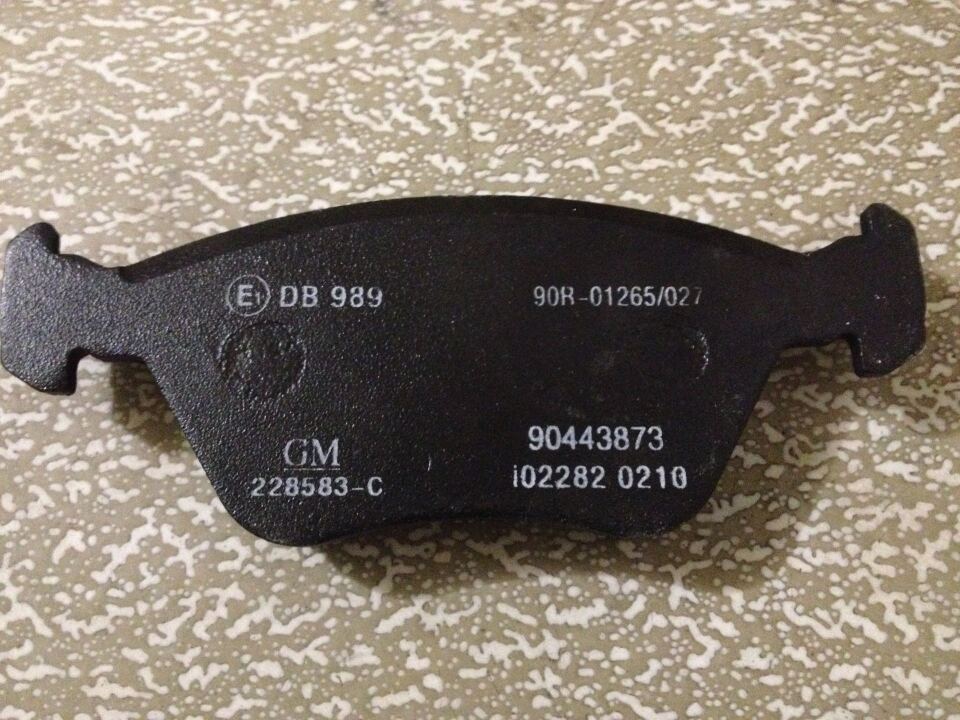 E1 DB 989
90R-01265/027
GM
228583-C
90443873
i02282 0210